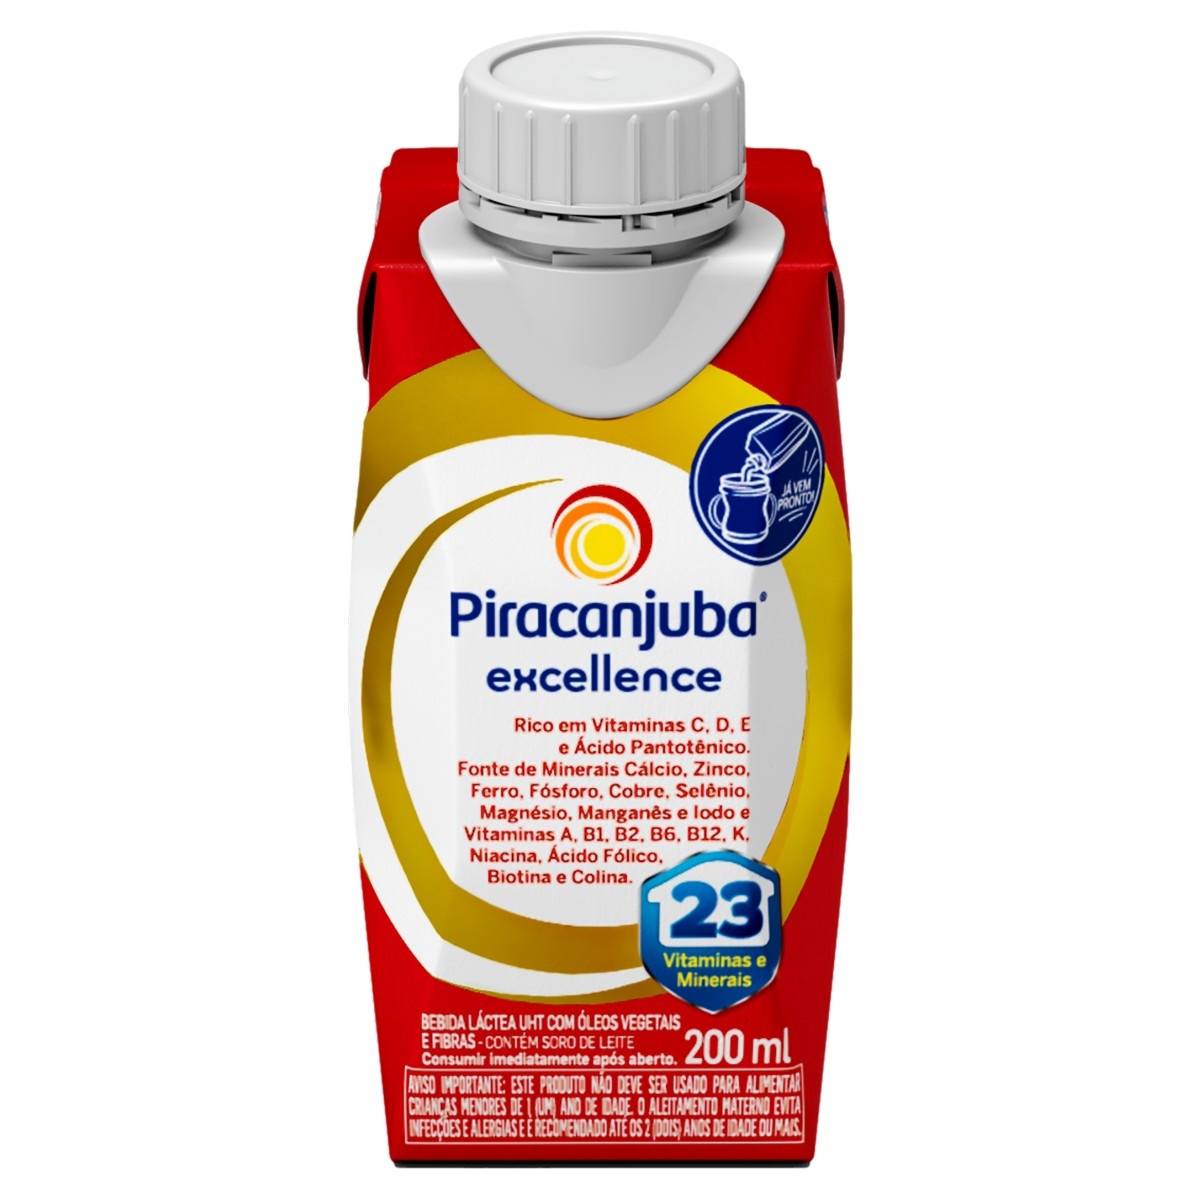 JÁ VEM
PRONTO!
Piracanjuba®
excellence
Rico em Vitaminas C, D, E
e Ácido Pantotênico.
Fonte de Minerais Cálcio, Zinco,
Ferro, Fósforo, Cobre, Selênio,
Magnésio, Manganês e Iodo e
Vitaminas A, B1, B2, B6, B12, K,
Niacina, Ácido Fólico,
Biotina e Colina.
23
Vitaminas e
Minerais
BEBIDA LÁCTEA UHT COM ÓLEOS VEGETAIS
E FIBRAS - CONTÉM SORO DE LEITE
Consumir imediatamente após aberto.
200 ml
AVISO IMPORTANTE: ESTE PRODUTO NÃO DEVE SER USADO PARA ALIMENTAR
CRIANÇAS MENORES DE 1 (UM) ANO DE IDADE. O ALEITAMENTO MATERNO EVITA
INFECÇÕES E ALERGIAS E É RECOMENDADO ATÉ OS 2 (DOIS) ANOS DE IDADE OU MAIS.